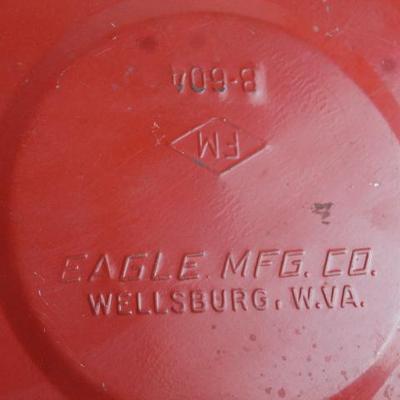 B-604
FM
EAGLE MFG. CO.
WELLSBURG, W.VA.